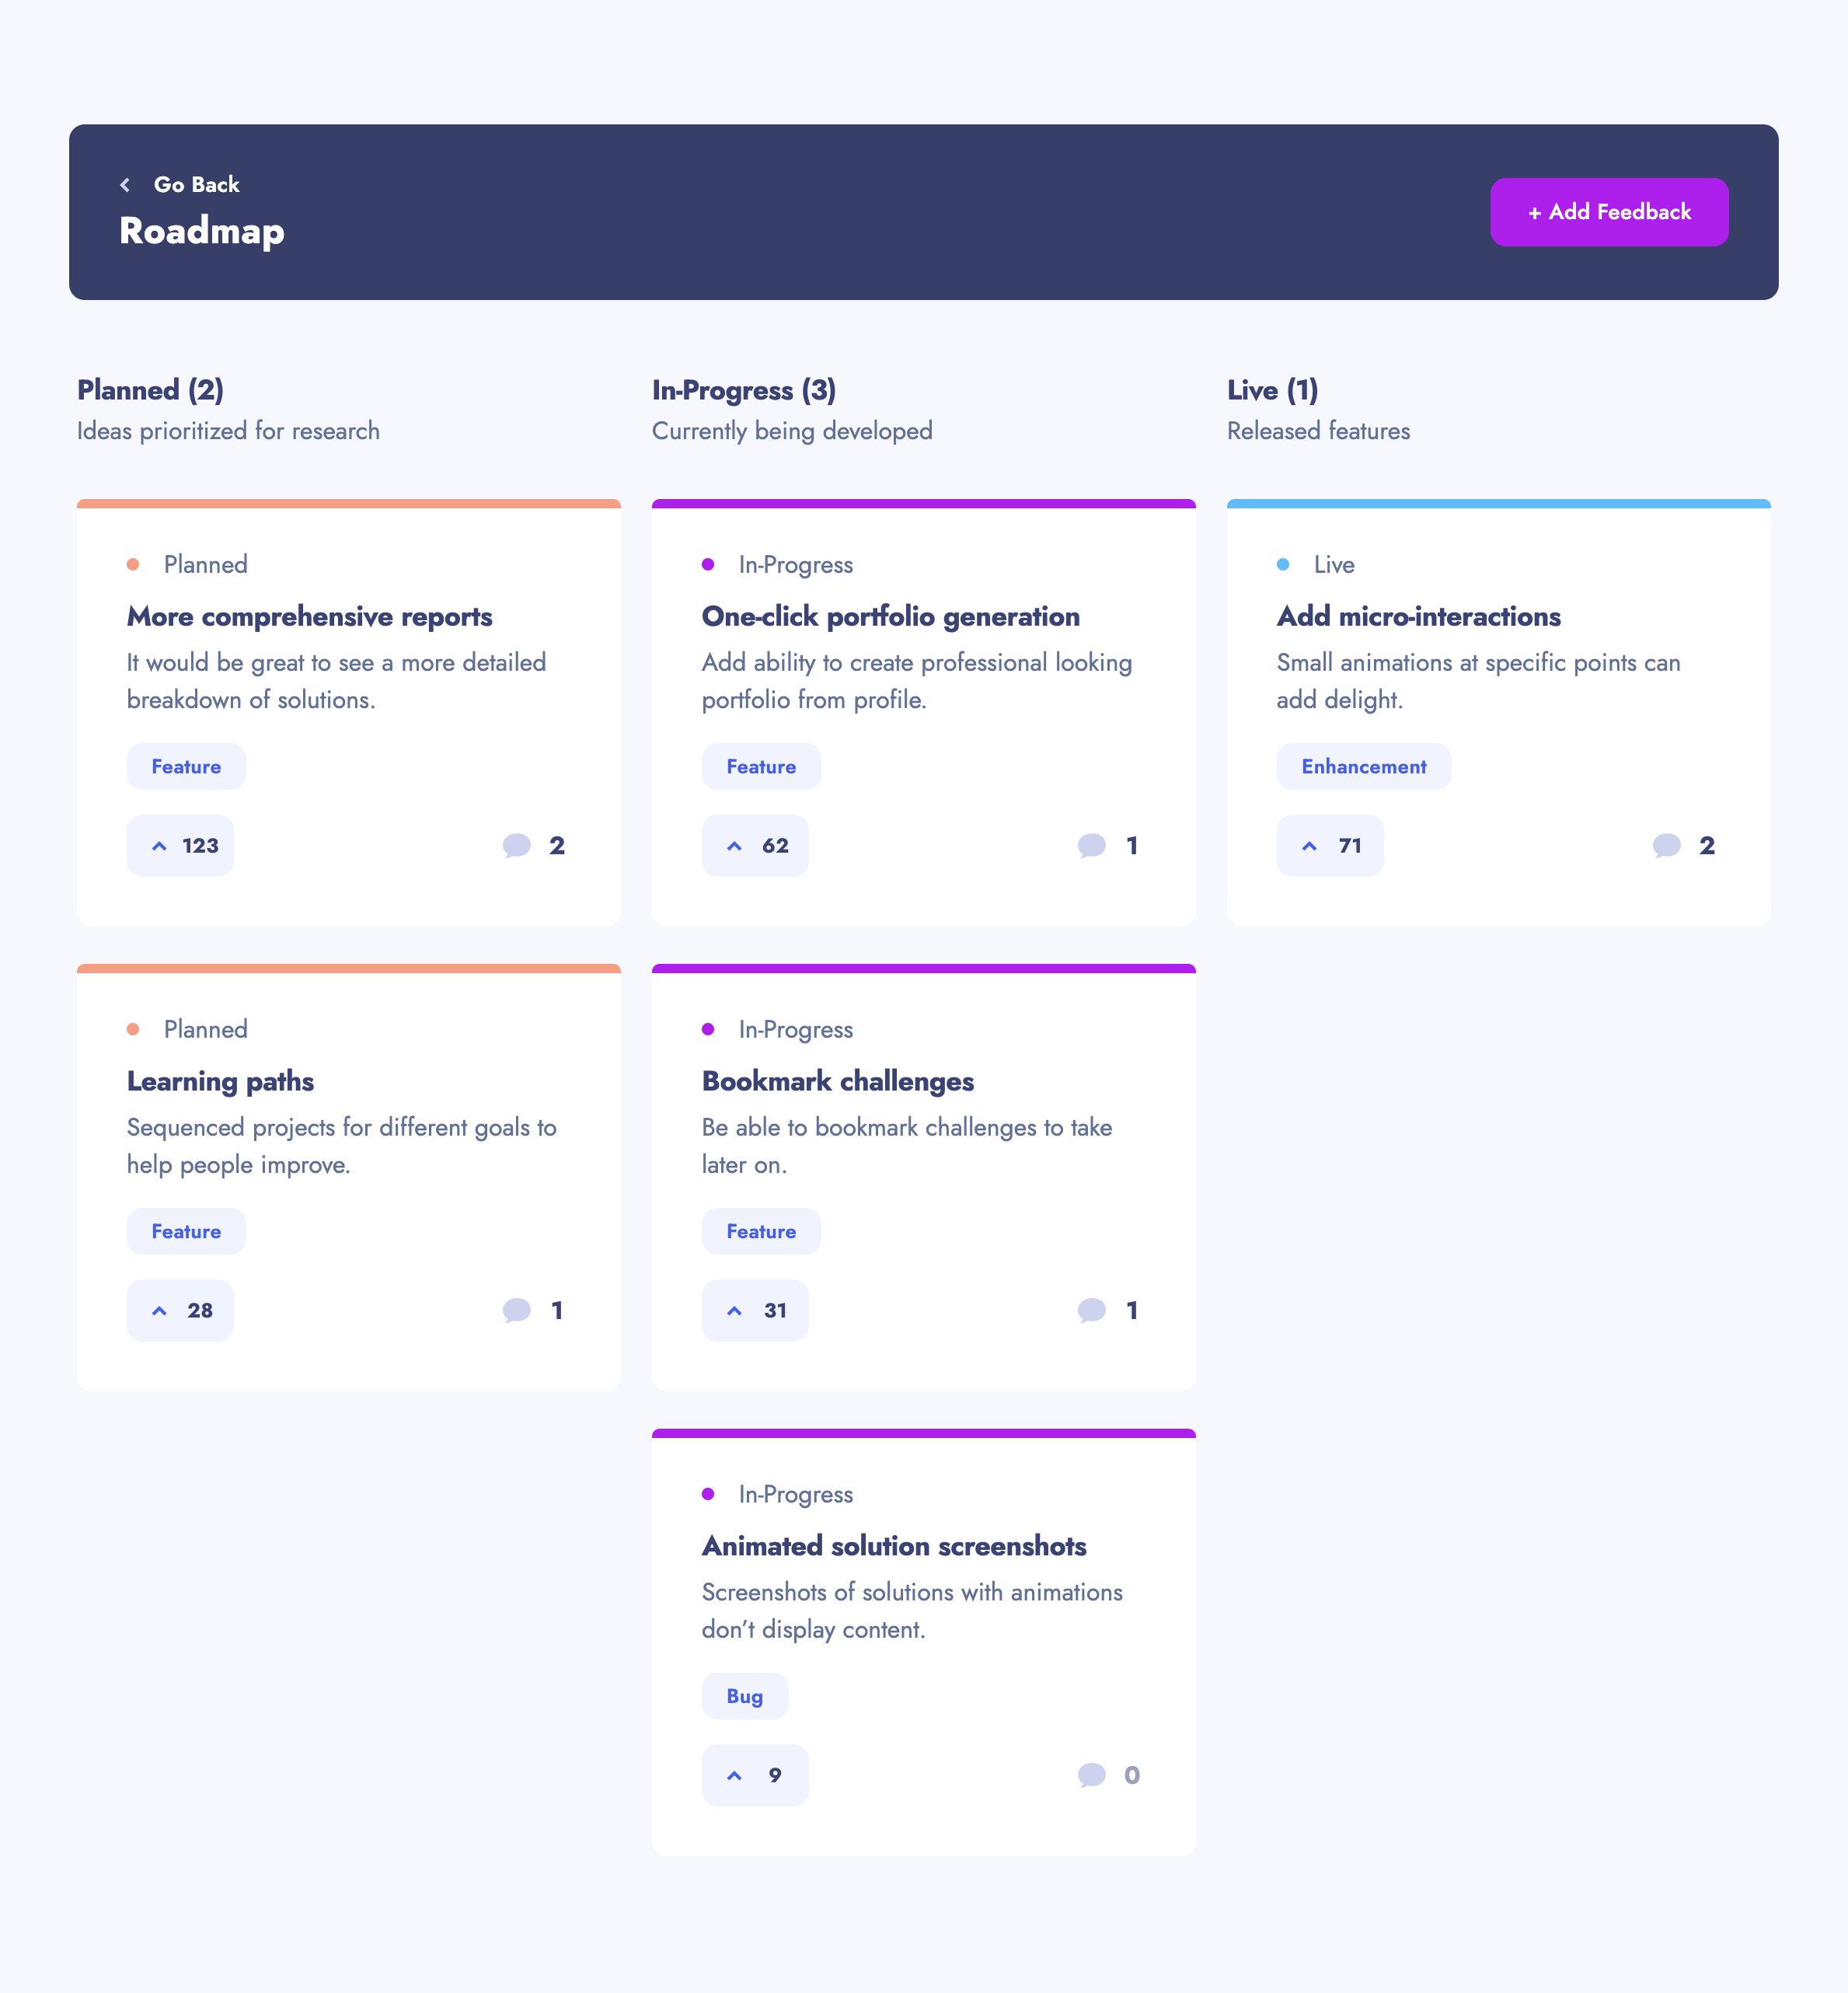 Go Back
Roadmap
+ Add Feedback
Planned (2)
Ideas prioritized for research
Planned
More comprehensive reports
It would be great to see a more detailed
breakdown of solutions.
Feature
123
2
Planned
Learning paths
Sequenced projects for different goals to
help people improve.
Feature
28
1
In-Progress (3)
Currently being developed
In-Progress
One-click portfolio generation
Add ability to create professional looking
portfolio from profile.
Feature
62
1
In-Progress
Bookmark challenges
Be able to bookmark challenges to take
later on.
Feature
31
1
In-Progress
Animated solution screenshots
Screenshots of solutions with animations
don’t display content.
Bug
9
0
Live (1)
Released features
Live
Add micro-interactions
Small animations at specific points can
add delight.
Enhancement
71
2